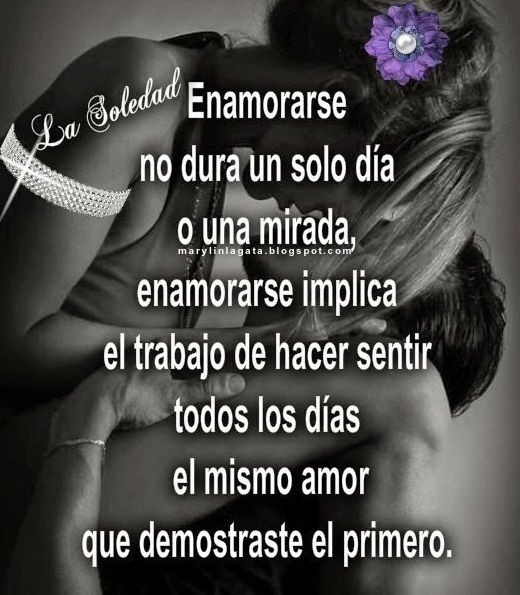 La Soledad
Enamorarse
no dura un solo día
o una mirada,
marylinlagata.blogspot.com
enamorarse implica
el trabajo de hacer sentir
todos los días
el mismo amor
que demostraste el primero.